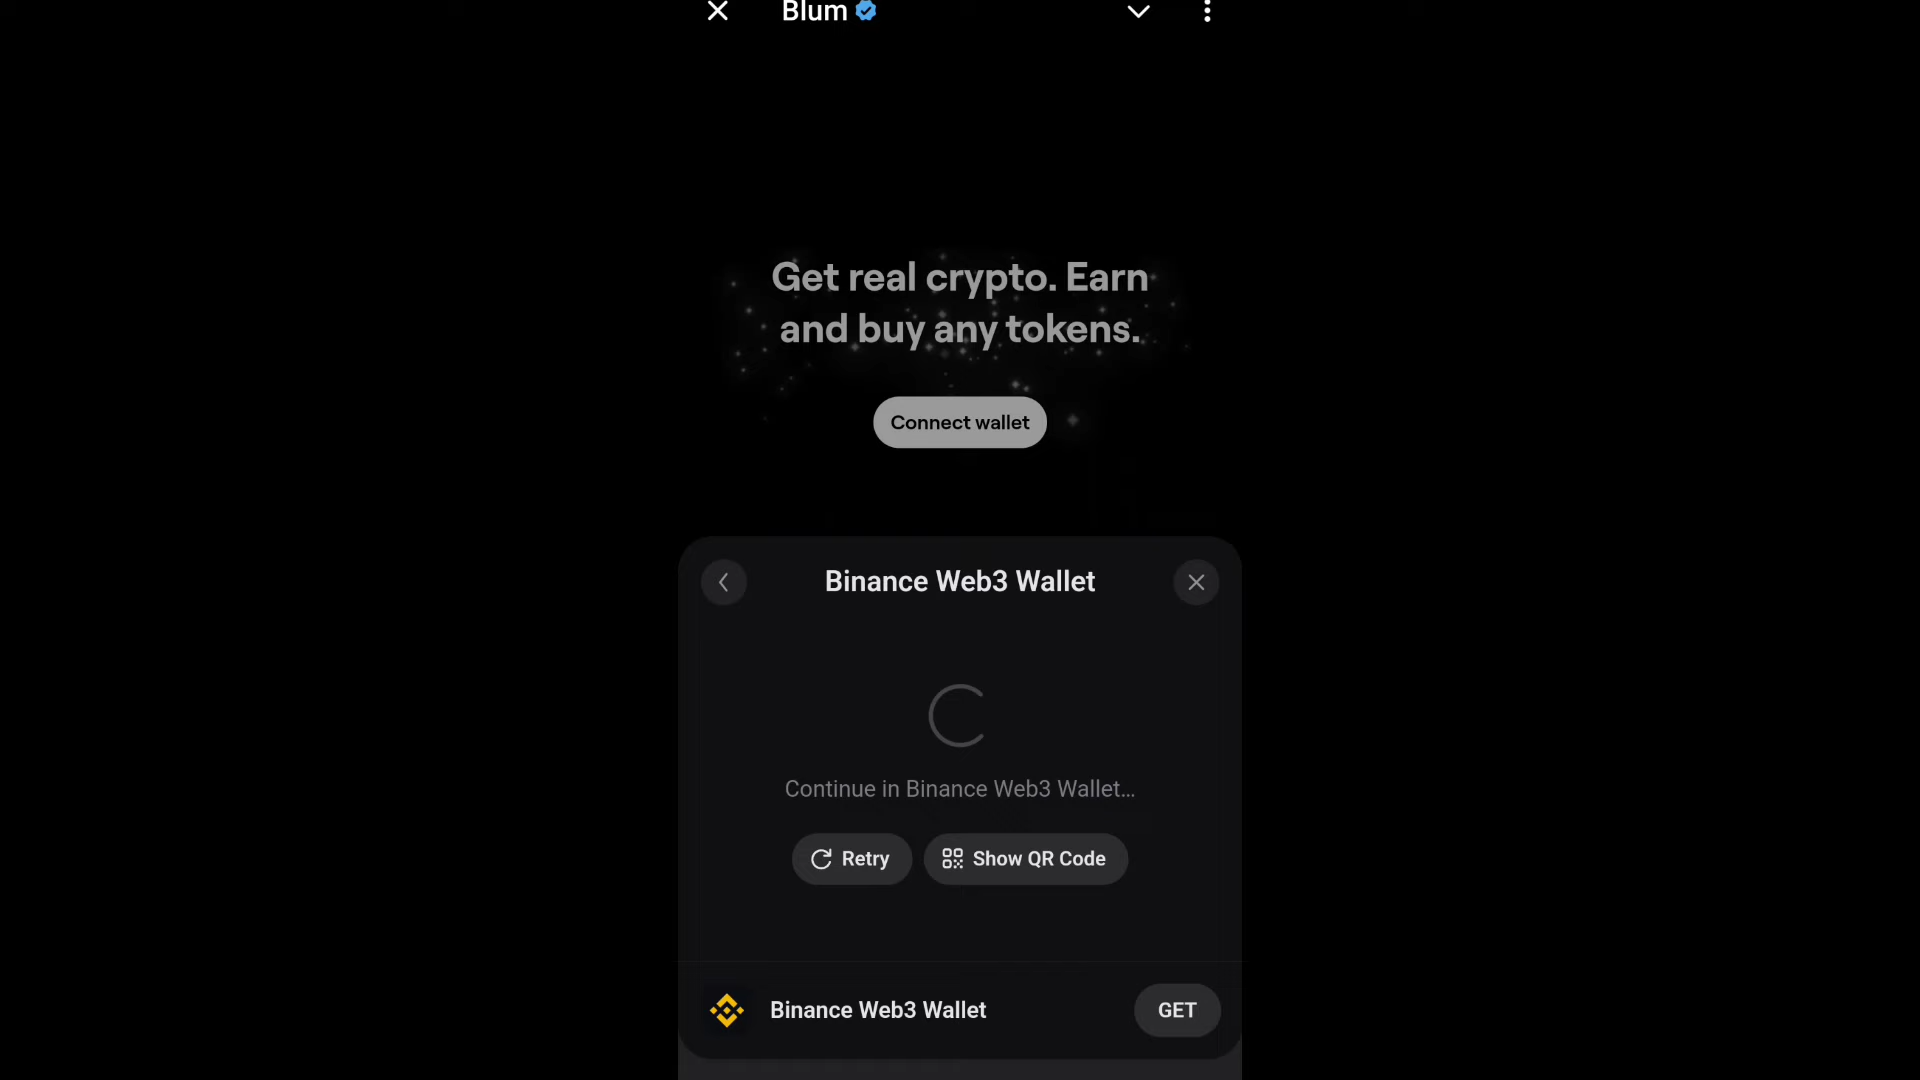 Blum
Get real crypto. Earn
and buy any tokens.
Connect wallet
Binance Web3 Wallet
Continue in Binance Web3 Wallet…
Retry
Show QR Code
Binance Web3 Wallet
GET